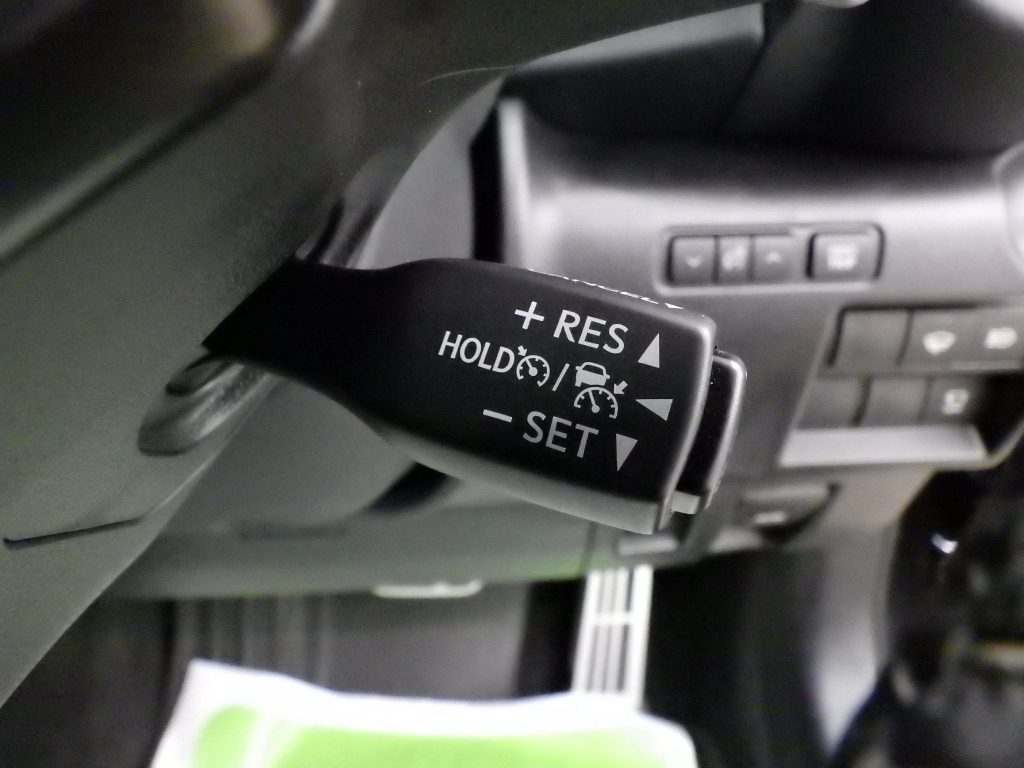 + RES
HOLD /
- SET